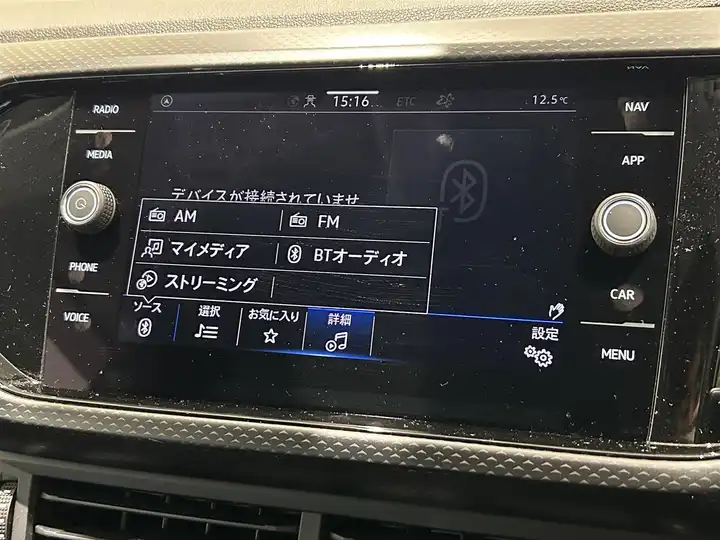 RADIO
MEDIA
PHONE
VOICE
15:16
ETC
12.5℃
デバイスが接続されていませ
AM
FM
マイメディア
BTオーディオ
ストリーミング
ソース
選択
お気に入り
詳細
設定
NAV
APP
CAR
MENU